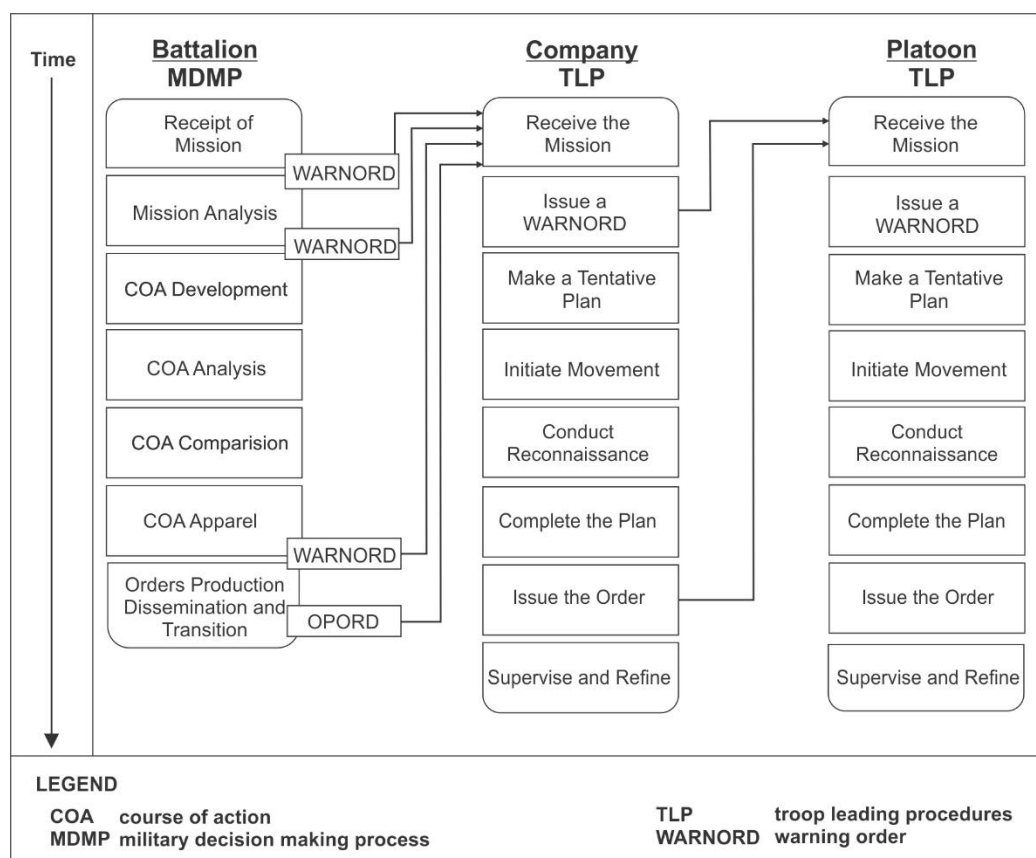 Time
Battalion
MDMP
Receipt of
Mission
WARNORD
Mission Analysis
WARNORD
COA Development
COA Analysis
COA Comparision
COA Apparel
WARNORD
Orders Production
Dissemination and
Transition
OPORD
Company
TLP
Receive the
Mission
Issue a
WARNORD
Make a Tentative
Plan
Initiate Movement
Conduct
Reconnaissance
Complete the Plan
Issue the Order
Supervise and Refine
Platoon
TLP
Receive the
Mission
Issue a
WARNORD
Make a Tentative
Plan
Initiate Movement
Conduct
Reconnaissance
Complete the Plan
Issue the Order
Supervise and Refine
LEGEND
COA course of action
MDMP military decision making process
TLP troop leading procedures
WARNORD warning order